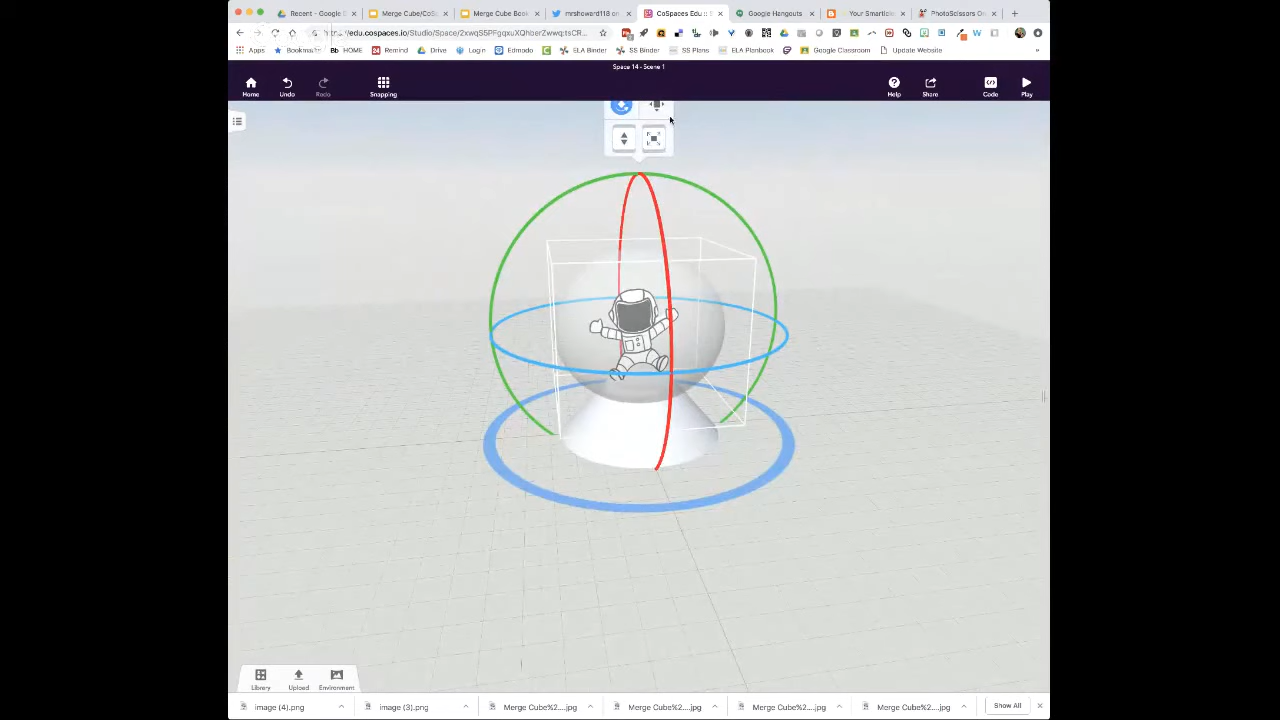 Recent - Google D
Merge Cube/CoS
Merge Cube Book
mrshoward118 on
CoSpaces Edu :: 
Google Hangouts
Your Smarticles
PhotoScissors On
https://edu.cospaces.io/Studio/Space/2xwqS5PFgqxuXQhberZwwq:tsCR...
Apps
Bookmarks
HOME
Remind
Drive
Login
Edmodo
ELA Binder
SS Binder
SS Plans
ELA Planbook
Google Classroom
Update Website
Space 14 - Scene 1
Home
Undo
Redo
Snapping
Help
Share
Code
Play
Library
Upload
Environment
image (4).png
image (3).png
Merge Cube%2....jpg
Merge Cube%2....jpg
Merge Cube%2....jpg
Merge Cube%2....jpg
Show All